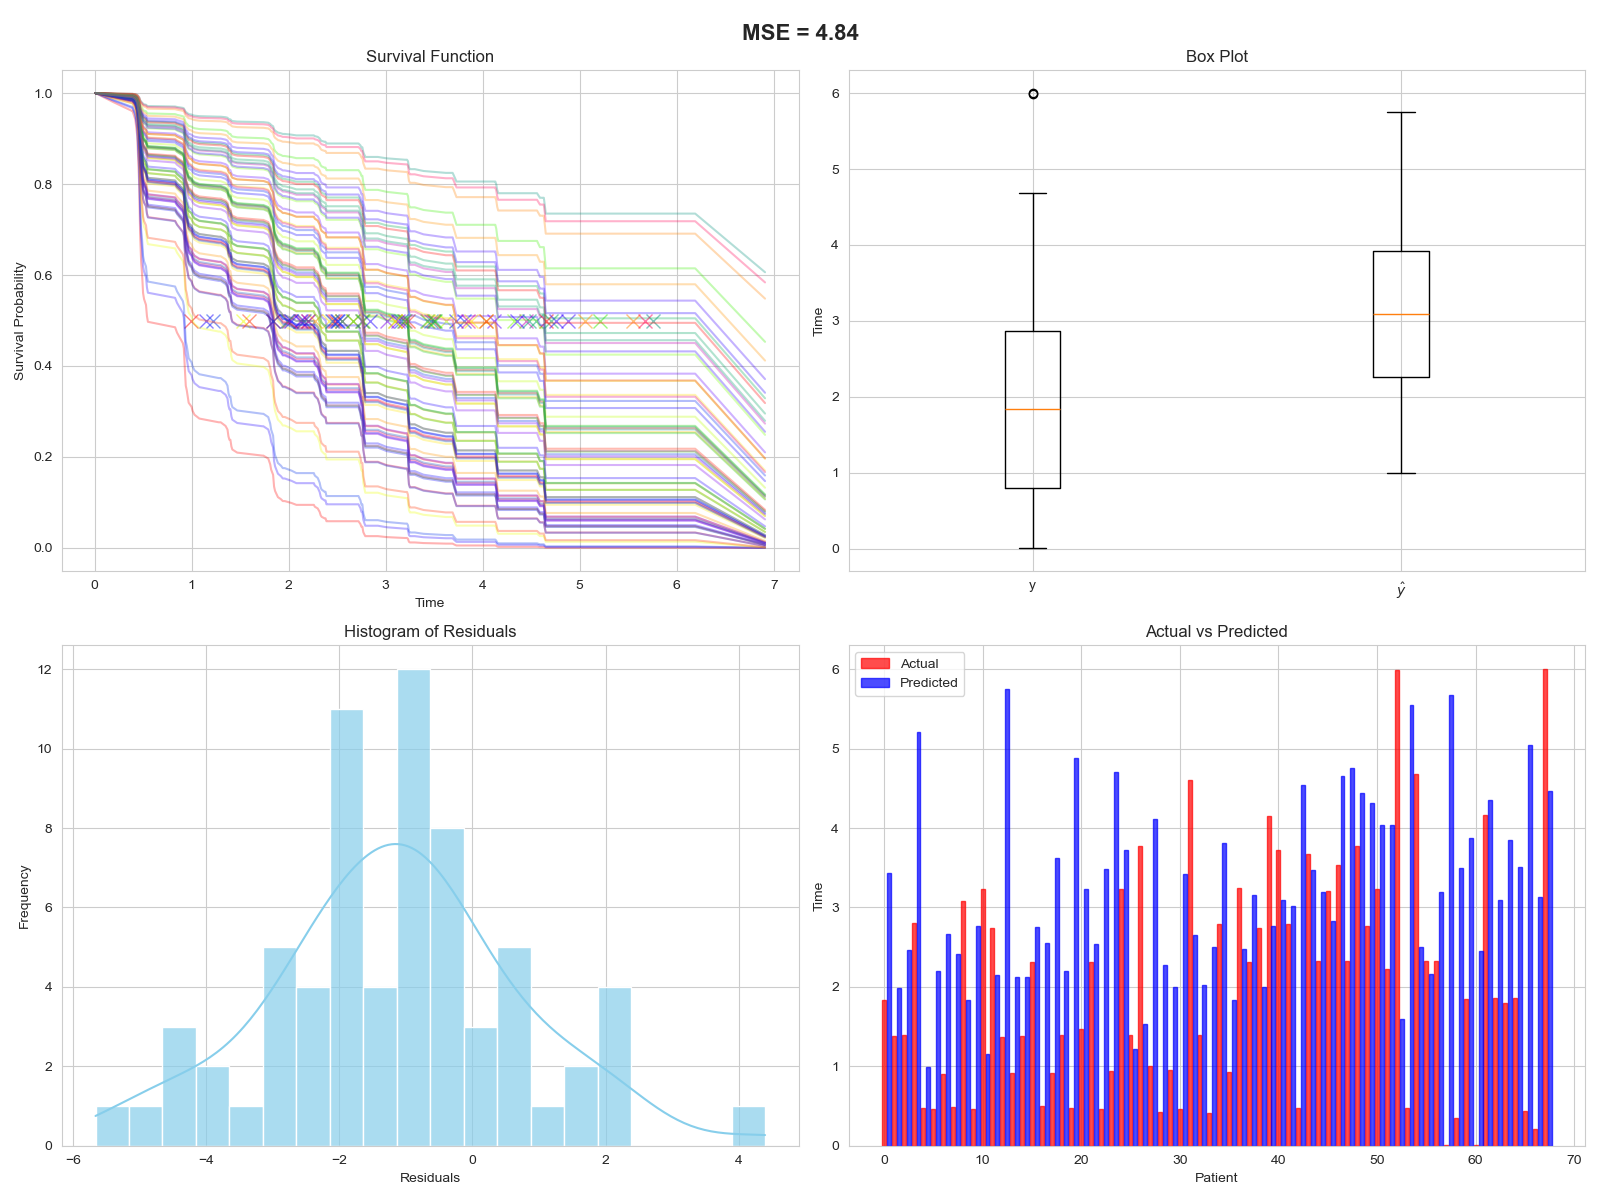 MSE = 4.84
Survival Function
Survival Probability
1.0
0.8
0.6
0.4
0.2
0.0
0 1 2 3 4 5 6 7
Time
Box Plot
Time
6
5
4
3
2
1
0
y ŷ
Histogram of Residuals
Frequency
12
10
8
6
4
2
0
−6 −4 −2 0 2 4
Residuals
Actual vs Predicted
Actual
Predicted
Time
6
5
4
3
2
1
0
0 10 20 30 40 50 60 70
Patient